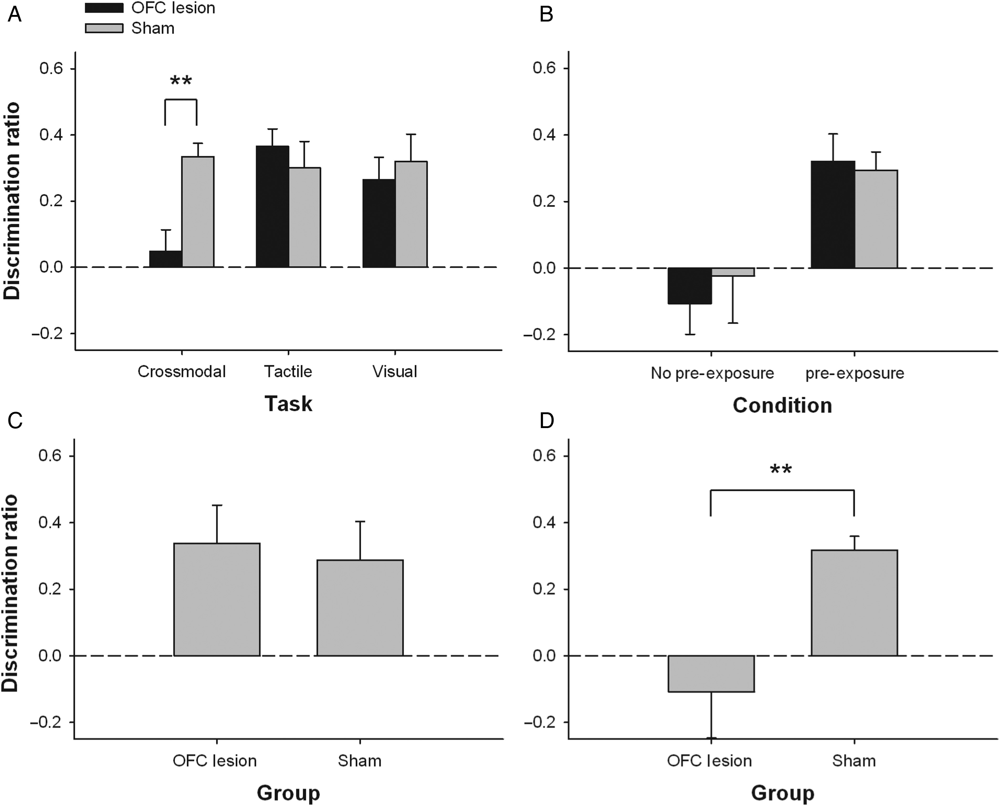 A
OFC lesion
Sham
0.6
0.4
0.2
0.0
–0.2
**
Discrimination ratio
Crossmodal Tactile Visual
Task
B
0.6
0.4
0.2
0.0
–0.2
No pre-exposure pre-exposure
Condition
C
0.6
0.4
0.2
0.0
–0.2
Discrimination ratio
OFC lesion Sham
Group
D
0.6
0.4
0.2
0.0
–0.2
**
OFC lesion Sham
Group